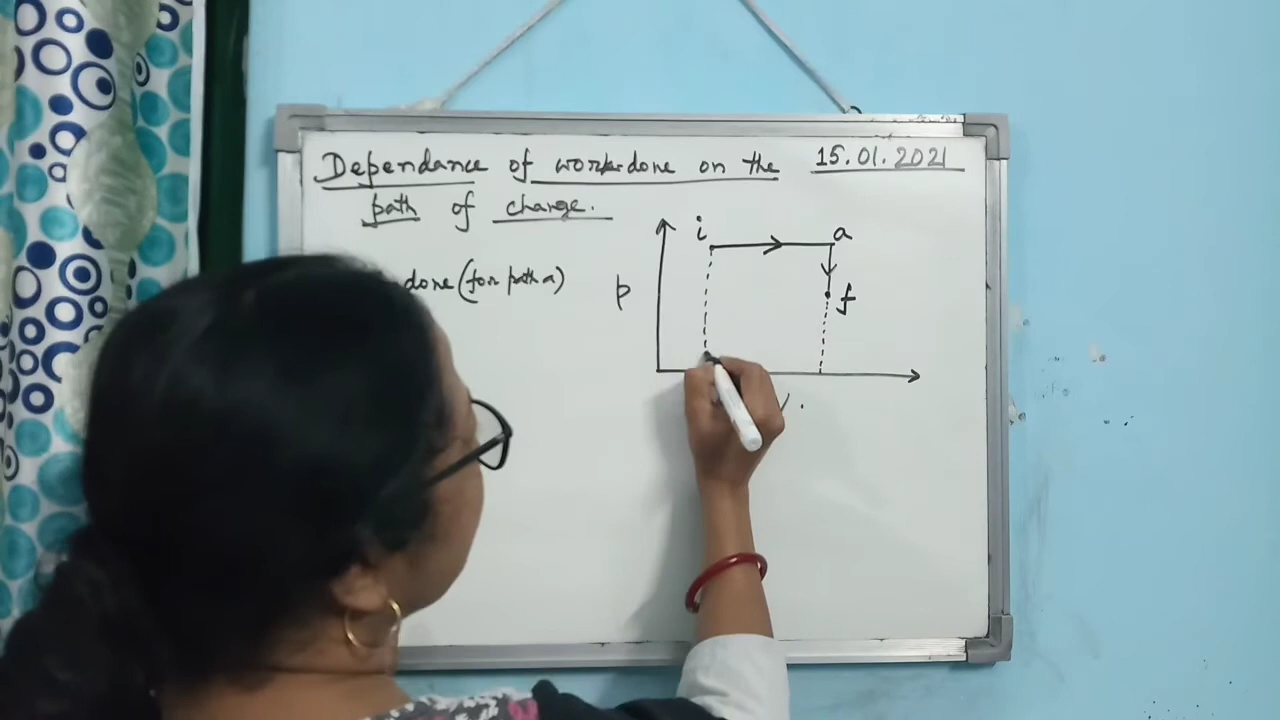 Dependance of workdone on the 15.01.2021
path of change.
i a
done (for path a)
p f